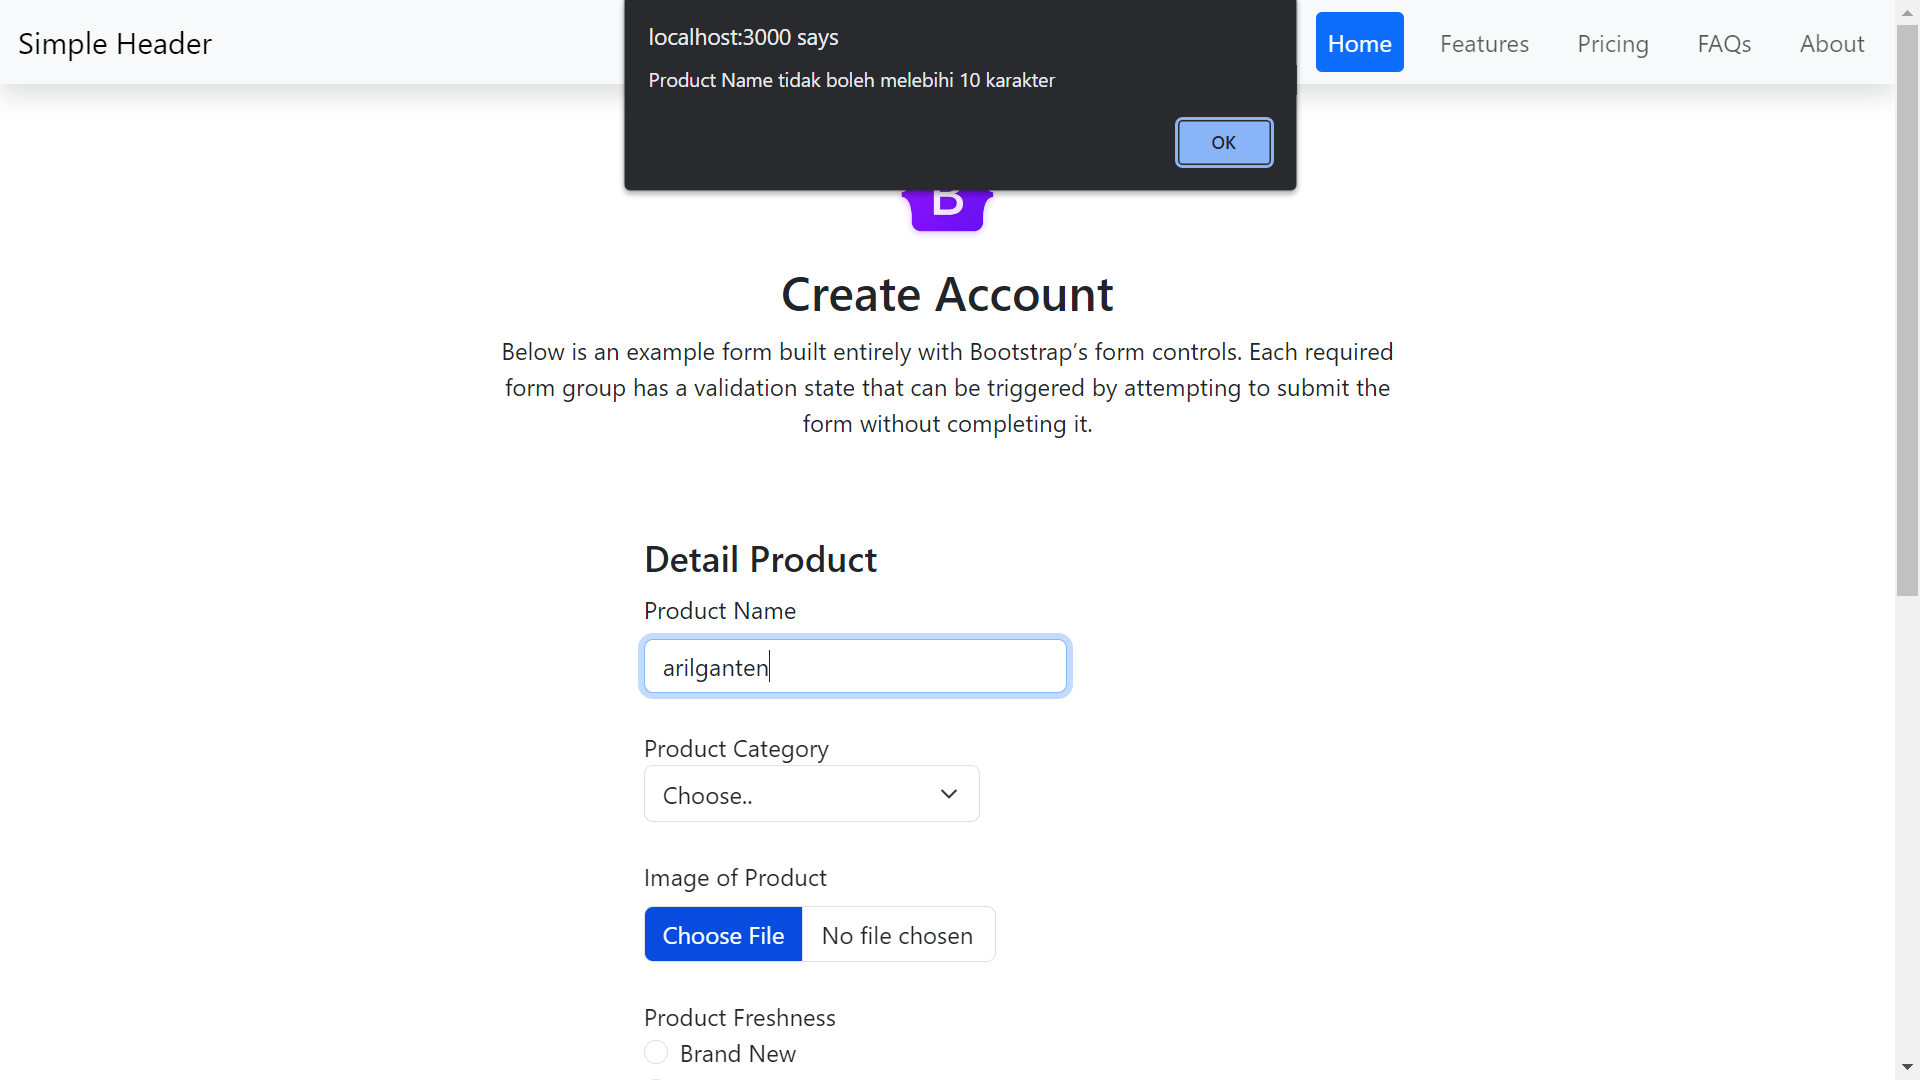 Simple Header
localhost:3000 says
Product Name tidak boleh melebihi 10 karakter
OK
Home
Features
Pricing
FAQs
About
B
Create Account
Below is an example form built entirely with Bootstrap’s form controls. Each required
form group has a validation state that can be triggered by attempting to submit the
form without completing it.
Detail Product
Product Name
arilganten
Product Category
Choose..
Image of Product
Choose File
No file chosen
Product Freshness
Brand New